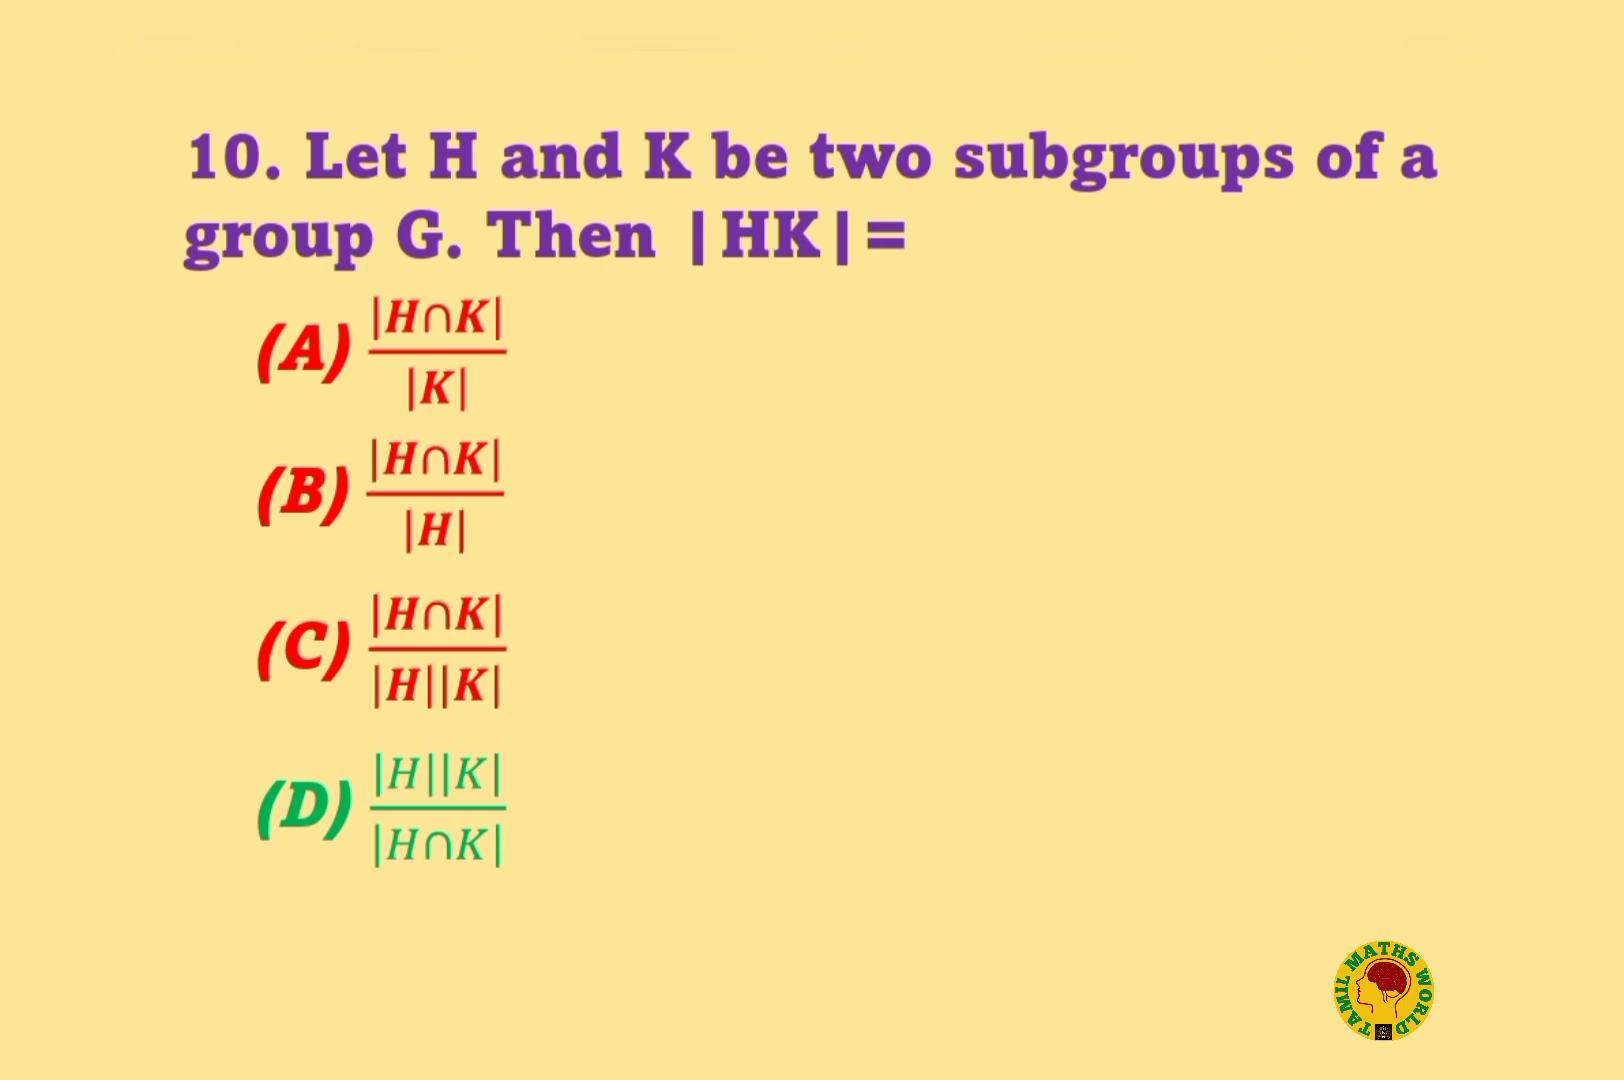 10. Let H and K be two subgroups of a
group G. Then |HK|=
(A) |H∩K|
|K|
(B) |H∩K|
|H|
(C) |H∩K|
|H||K|
(D) |H||K|
|H∩K|
TAMIL MATHS WORLD